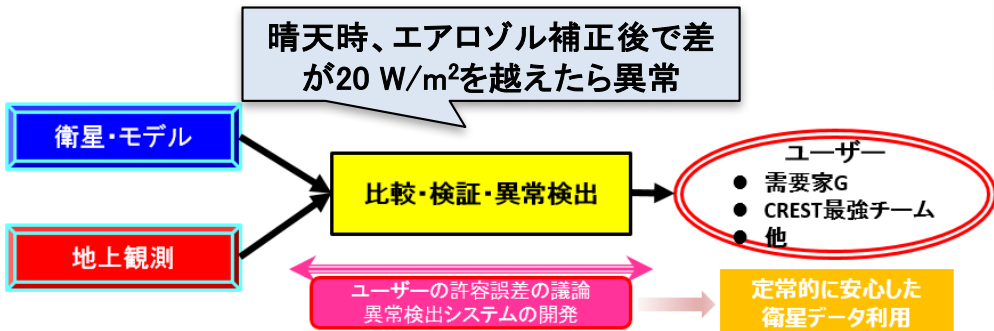 晴天時、エアロゾル補正後で差
が20 W/m²を越えたら異常
衛星・モデル
地上観測
比較・検証・異常検出
ユーザー
● 需要家G
● CREST最強チーム
● 他
ユーザーの許容誤差の議論
異常検出システムの開発
定常的に安心した
衛星データ利用